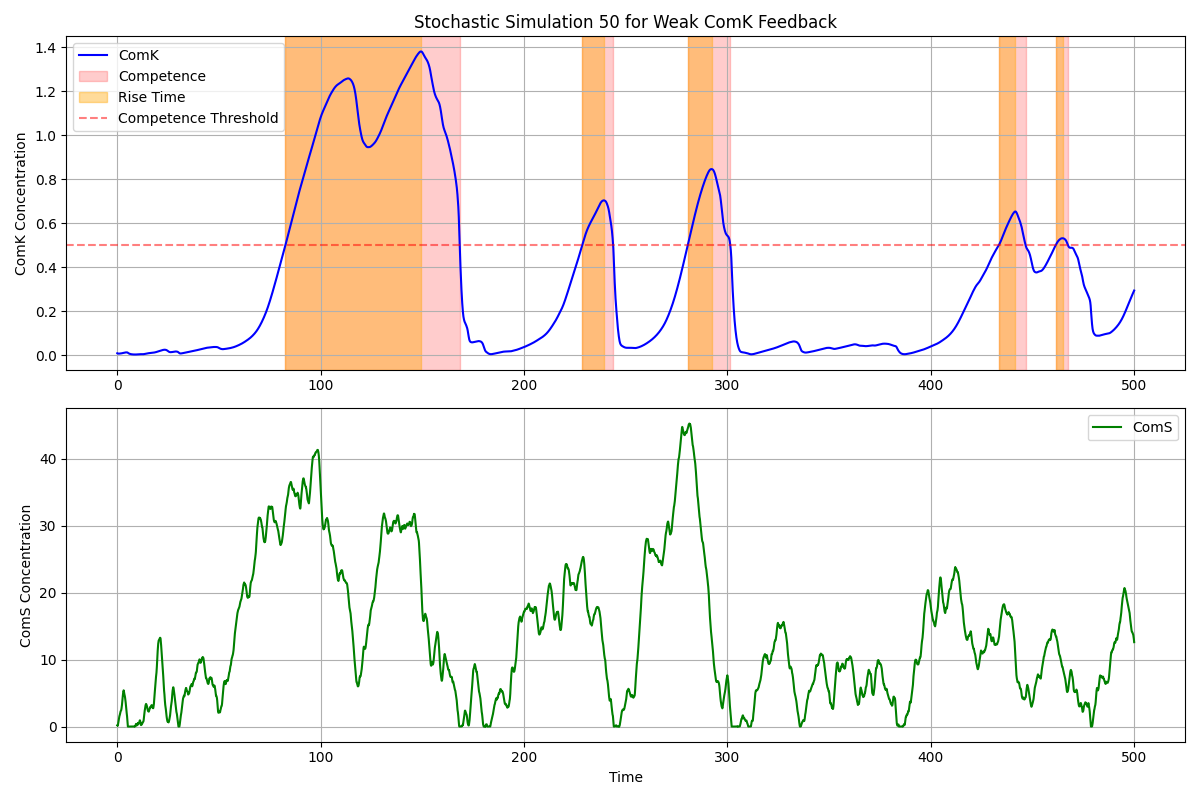 Stochastic Simulation 50 for Weak ComK Feedback
ComK Concentration
1.4
1.2
1.0
0.8
0.6
0.4
0.2
0.0
ComK
Competence
Rise Time
Competence Threshold
0 100 200 300 400 500
ComS Concentration
40
30
20
10
0
ComS
0 100 200 300 400 500
Time